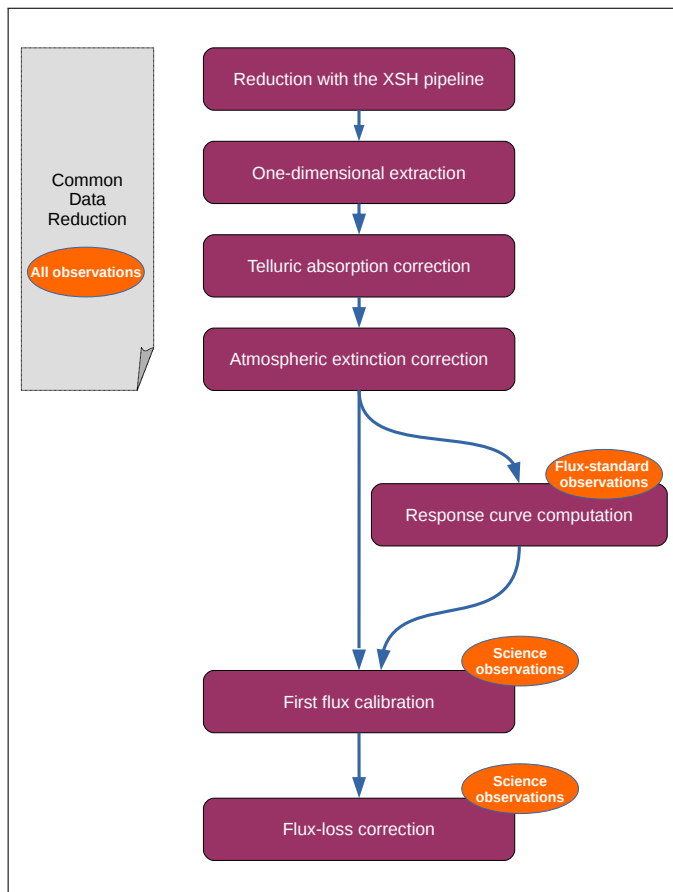 Reduction with the XSH pipeline
One-dimensional extraction
Common
Data
Reduction
All observations
Telluric absorption correction
Atmospheric extinction correction
Flux-standard
observations
Response curve computation
Science
observations
First flux calibration
Science
observations
Flux-loss correction